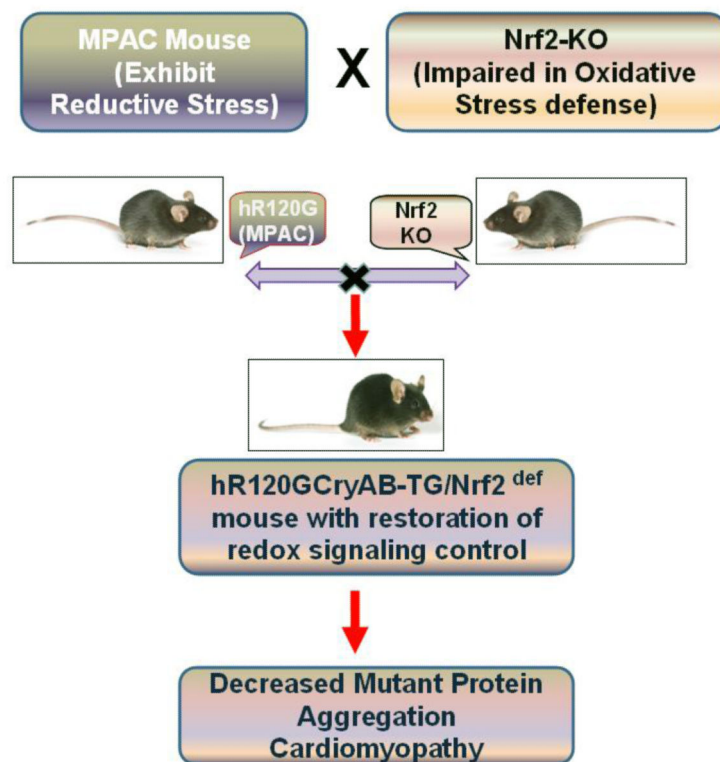 MPAC Mouse
(Exhibit
Reductive Stress)
X
Nrf2-KO
(Impaired in Oxidative
Stress defense)
hR120G
(MPAC)
Nrf2
KO
hR120GCryAB-TG/Nrf2 def
mouse with restoration of
redox signaling control
Decreased Mutant Protein
Aggregation
Cardiomyopathy